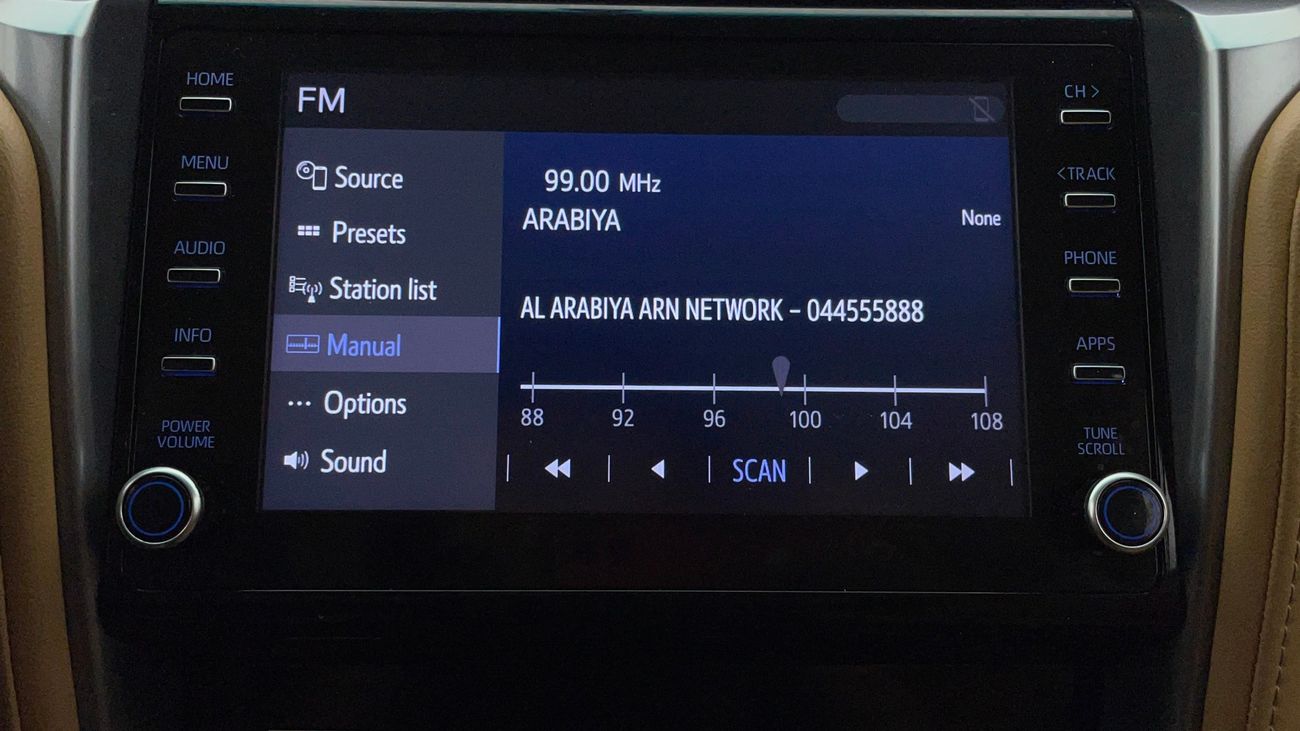 HOME
MENU
AUDIO
INFO
POWER
VOLUME
FM
Source
Presets
Station list
Manual
Options
Sound
99.00 MHz
ARABIYA
None
AL ARABIYA ARN NETWORK – 044555888
88 92 96 100 104 108
SCAN
CH >
< TRACK
PHONE
APPS
TUNE
SCROLL